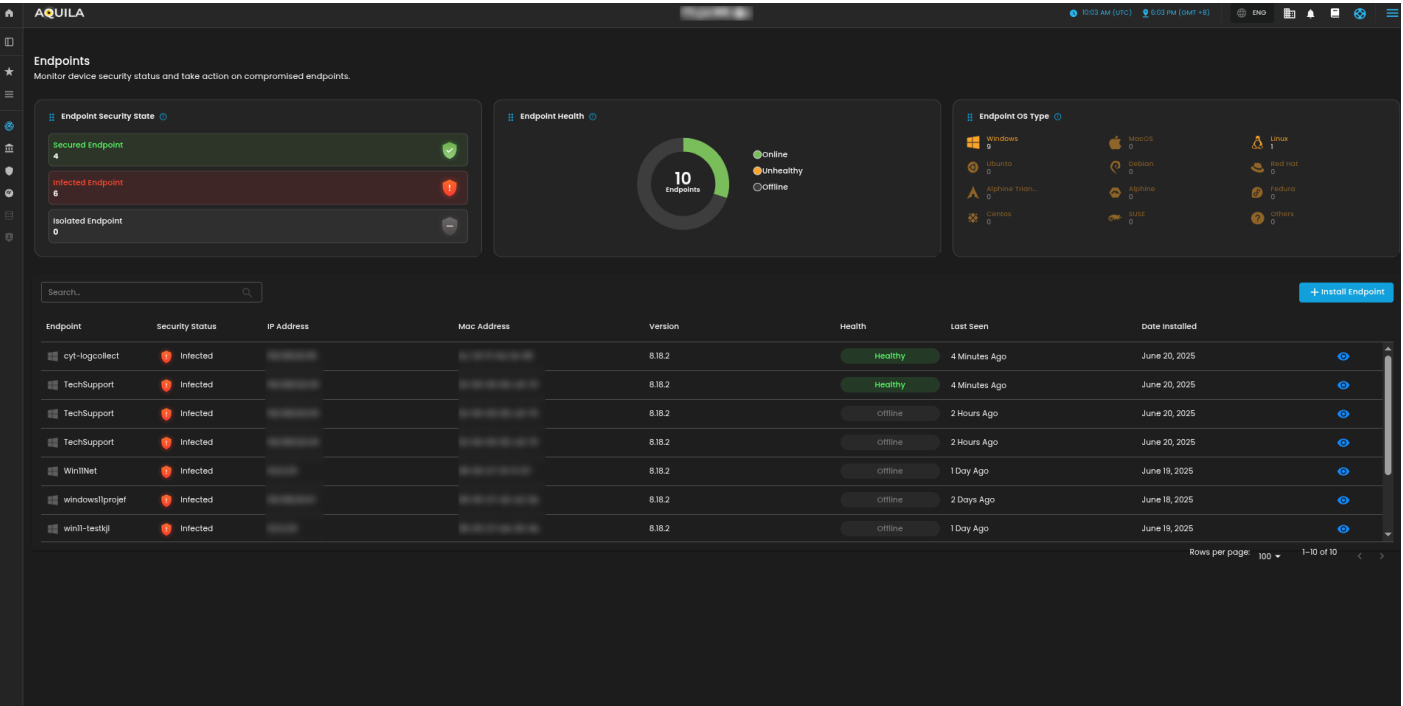 AQUILA
10:03 AM (UTC) 6:03 PM (GMT +8) ENG
Endpoints
Monitor device security status and take action on compromised endpoints.
Endpoint Security State
Secured Endpoint
4
Infected Endpoint
6
Isolated Endpoint
0
Endpoint Health
10
Endpoints
Online
Unhealthy
Offline
Endpoint OS Type
Windows
9
MacOS
0
Linux
1
Ubuntu
0
Debian
0
Red Hat
0
Alphine Trian...
0
Alphine
0
Fedura
0
Centos
0
SUSE
0
Others
0
Search..
+ Install Endpoint
Endpoint Security Status IP Address Mac Address Version Health Last Seen Date Installed
cyt-logcollect Infected 8.18.2 Healthy 4 Minutes Ago June 20, 2025
TechSupport Infected 8.18.2 Healthy 4 Minutes Ago June 20, 2025
TechSupport Infected 8.18.2 Offline 2 Hours Ago June 20, 2025
TechSupport Infected 8.18.2 Offline 2 Hours Ago June 20, 2025
Win11Net Infected 8.18.2 Offline 1 Day Ago June 19, 2025
windows11projef Infected 8.18.2 Offline 2 Days Ago June 18, 2025
win11-testkjl Infected 8.18.2 Offline 1 Day Ago June 19, 2025
Rows per page: 100 1–10 of 10